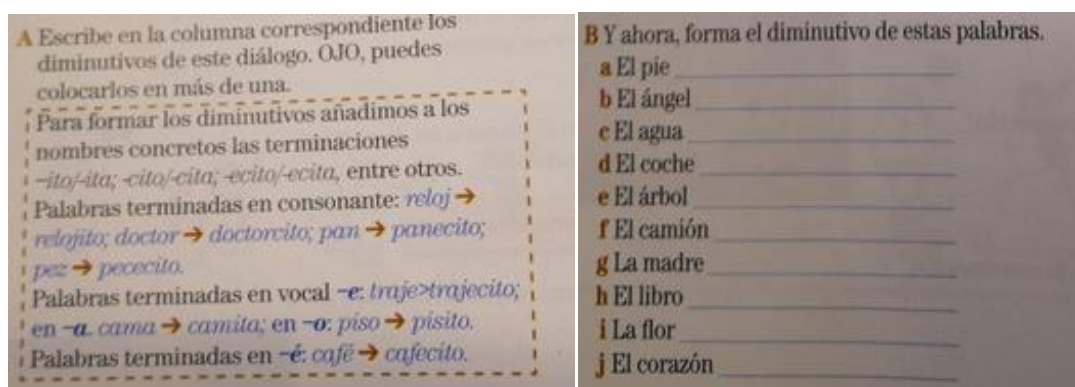 A Escribe en la columna correspondiente los
diminutivos de este diálogo. OJO, puedes
colocarlos en más de una.
Para formar los diminutivos añadimos a los
nombres concretos las terminaciones
-ito/-ita; -cito/-cita; -ecito/-ecita, entre otros.
Palabras terminadas en consonante: reloj →
relojito; doctor → doctorcito; pan → panecito;
pez → pececito.
Palabras terminadas en vocal -e: traje>trajecito;
en -a. cama → camita; en -o: piso → pisito.
Palabras terminadas en -é: café → cafecito.
B Y ahora, forma el diminutivo de estas palabras.
a El pie
b El ángel
c El agua
d El coche
e El árbol
f El camión
g La madre
h El libro
i La flor
j El corazón